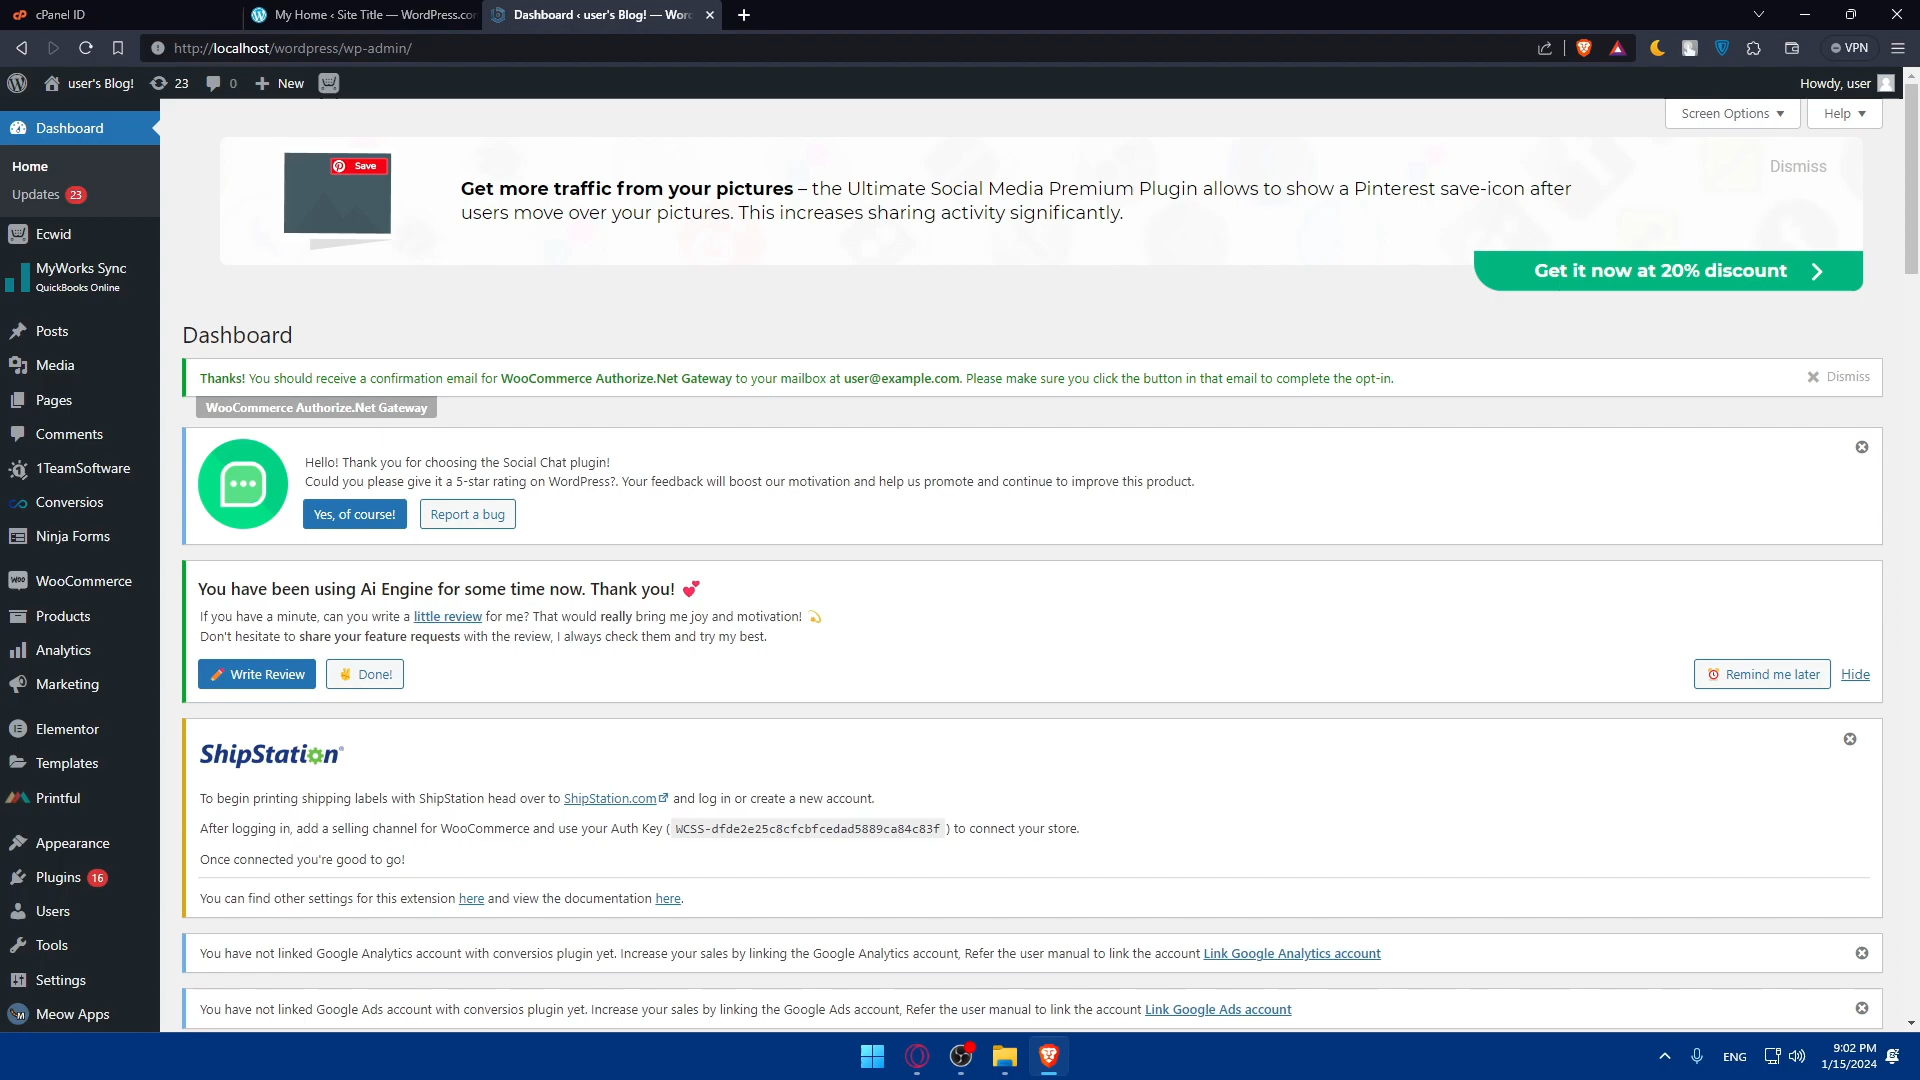 cPanel ID
My Home ‹ Site Title — WordPress.co
Dashboard ‹ user's Blog! — Wor
http://localhost/wordpress/wp-admin/
VPN
user's Blog!
23
0
New
Howdy, user
Screen Options
Help
Dashboard
Home
Updates 23
Ecwid
MyWorks Sync
QuickBooks Online
Posts
Media
Pages
Comments
1TeamSoftware
Conversios
Ninja Forms
WooCommerce
Products
Analytics
Marketing
Elementor
Templates
Printful
Appearance
Plugins 16
Users
Tools
Settings
Meow Apps
Save
Get more traffic from your pictures – the Ultimate Social Media Premium Plugin allows to show a Pinterest save-icon after
users move over your pictures. This increases sharing activity significantly.
Dismiss
Get it now at 20% discount
Dashboard
Thanks! You should receive a confirmation email for WooCommerce Authorize.Net Gateway to your mailbox at user@example.com. Please make sure you click the button in that email to complete the opt-in.
Dismiss
WooCommerce Authorize.Net Gateway
Hello! Thank you for choosing the Social Chat plugin!
Could you please give it a 5-star rating on WordPress?. Your feedback will boost our motivation and help us promote and continue to improve this product.
Yes, of course!
Report a bug
You have been using Ai Engine for some time now. Thank you! 💕
If you have a minute, can you write a little review for me? That would really bring me joy and motivation! 💫
Don't hesitate to share your feature requests with the review, I always check them and try my best.
Write Review
✌ Done!
⏰ Remind me later
Hide
ShipStation
To begin printing shipping labels with ShipStation head over to ShipStation.com and log in or create a new account.
After logging in, add a selling channel for WooCommerce and use your Auth Key ( WCSS-dfde2e25c8cfcbfcedad5889ca84c83f ) to connect your store.
Once connected you're good to go!
You can find other settings for this extension here and view the documentation here.
You have not linked Google Analytics account with conversios plugin yet. Increase your sales by linking the Google Analytics account, Refer the user manual to link the account Link Google Analytics account
You have not linked Google Ads account with conversios plugin yet. Increase your sales by linking the Google Ads account, Refer the user manual to link the account Link Google Ads account
ENG
9:02 PM
1/15/2024